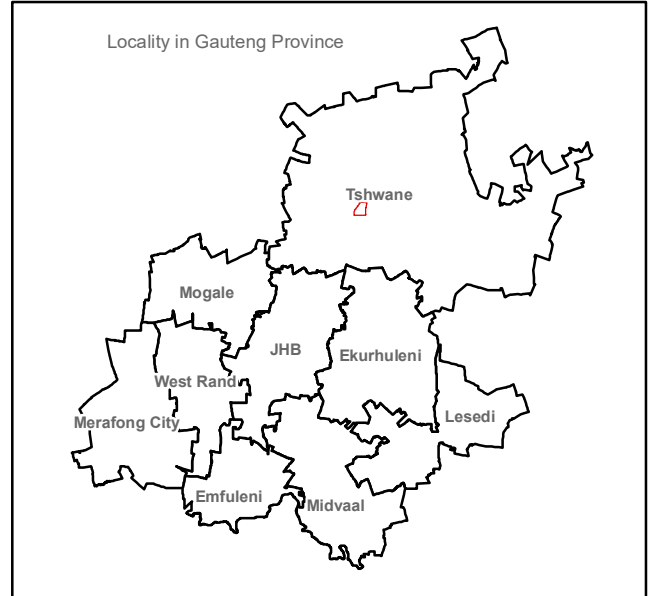 Locality in Gauteng Province
Tshwane
Mogale
JHB
Ekurhuleni
West Rand
Merafong City
Lesedi
Emfuleni
Midvaal